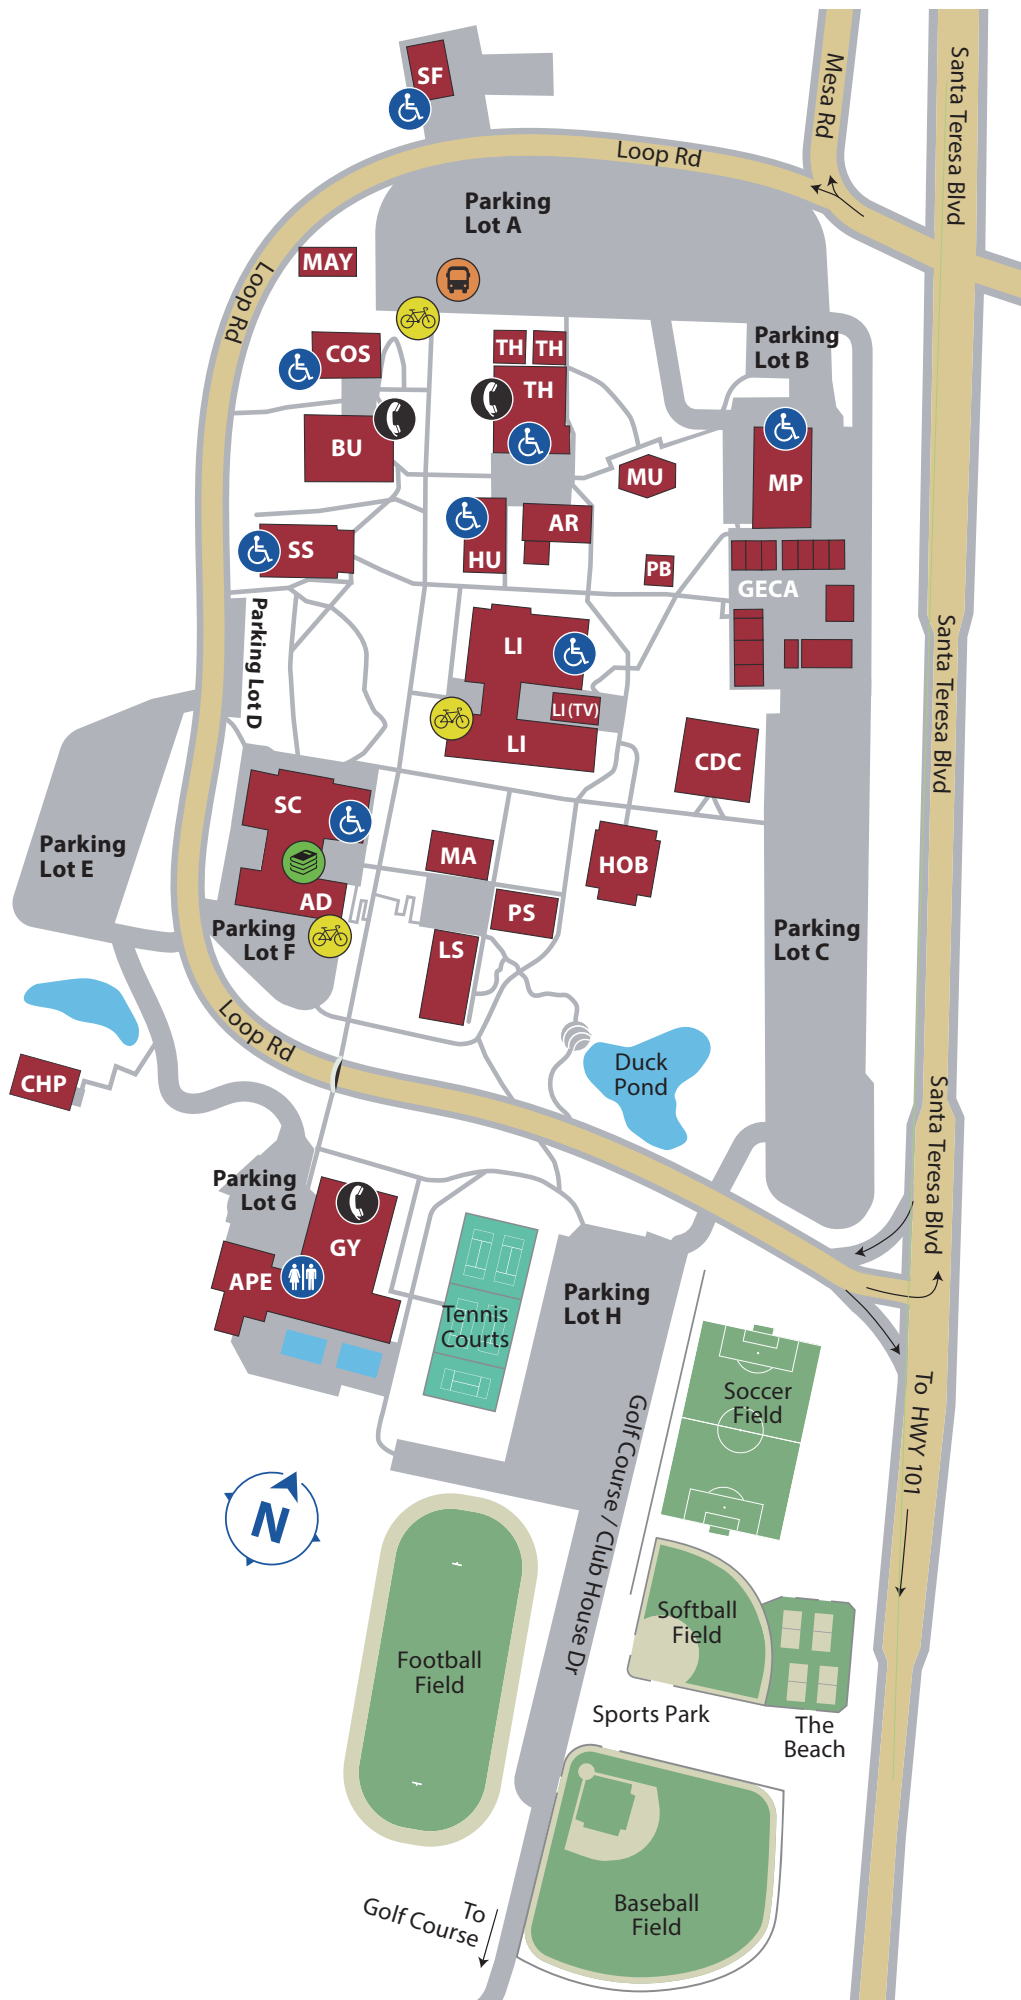 SF
Mesa Rd
Santa Teresa Blvd
Loop Rd
Parking
Lot A
MAY
Loop Rd
COS
TH
TH
TH
Parking
Lot B
BU
MU
MP
SS
HU
AR
PB
GECA
Parking Lot D
LI
LI (TV)
LI
CDC
Santa Teresa Blvd
SC
MA
HOB
Parking
Lot E
AD
PS
Parking
Lot F
LS
Parking
Lot C
Loop Rd
Duck
Pond
CHP
Santa Teresa Blvd
Parking
Lot G
GY
APE
Tennis
Courts
Parking
Lot H
Soccer
Field
To HWY 101
Golf Course / Club House Dr
N
Softball
Field
Football
Field
Sports Park
The
Beach
Baseball
Field
To
Golf Course